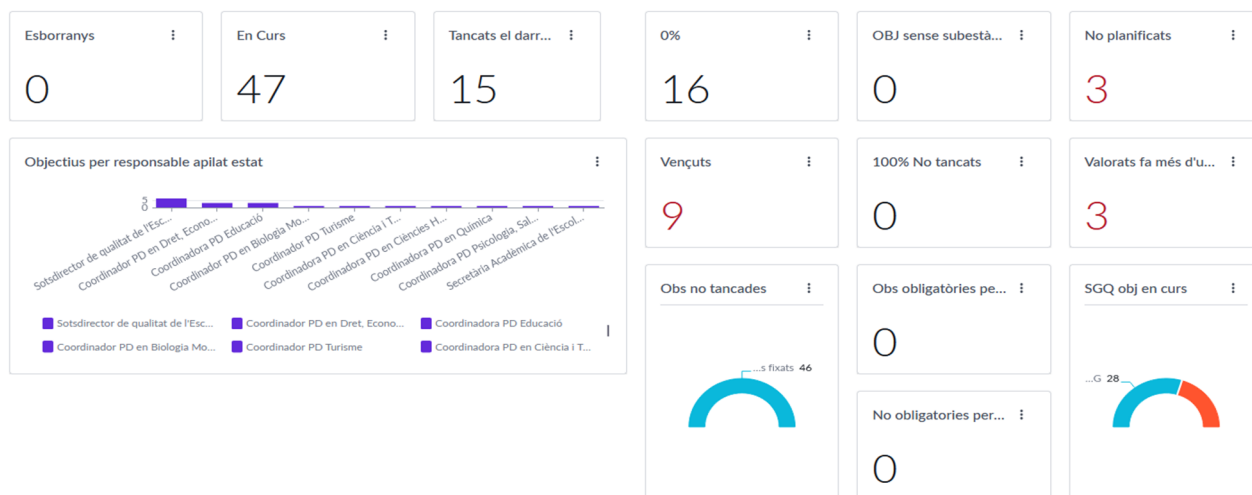 Esborranys
0
En Curs
47
Tancats el darr...
15
0%
16
OBJ sense subestà...
0
No planificats
3
Objectius per responsable apilat estat
5
0
Sotsdirector de qualitat de l'Esc...
Coordinador PD en Dret, Econo...
Coordinadora PD Educació
Coordinador PD en Biologia Mo...
Coordinador PD Turisme
Coordinadora PD en Ciència i T...
Coordinadora PD en Ciències H...
Coordinadora PD en Química
Coordinadora PD Psicologia, Sal...
Secretària Acadèmica de l'Escol...
Sotsdirector de qualitat de l'Esc...
Coordinador PD en Dret, Econo...
Coordinadora PD Educació
Coordinador PD en Biologia Mo...
Coordinador PD Turisme
Coordinadora PD en Ciència i T...
Vençuts
9
100% No tancats
0
Valorats fa més d'u...
3
Obs no tancades
...s fixats 46
Obs obligatòries pe...
0
SGQ obj en curs
...G 28
No obligatories per...
0